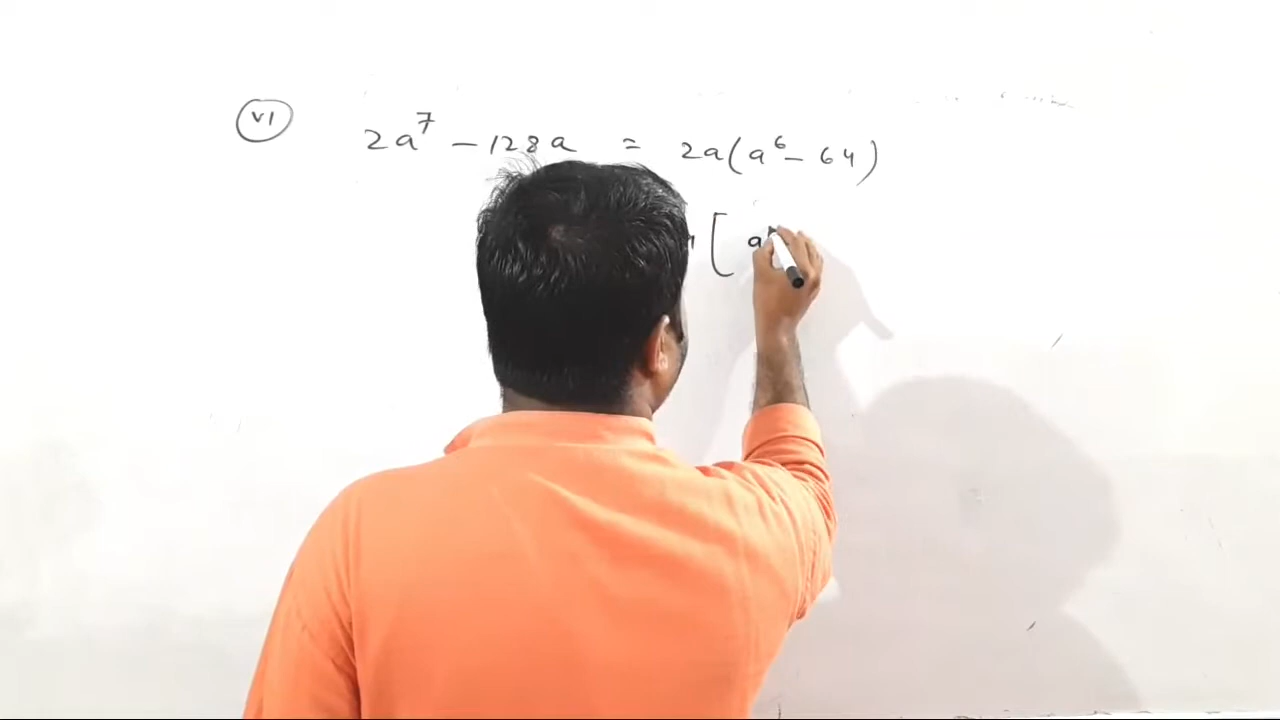 VI 2a⁷ - 128a = 2a(a⁶ - 64)
[ a